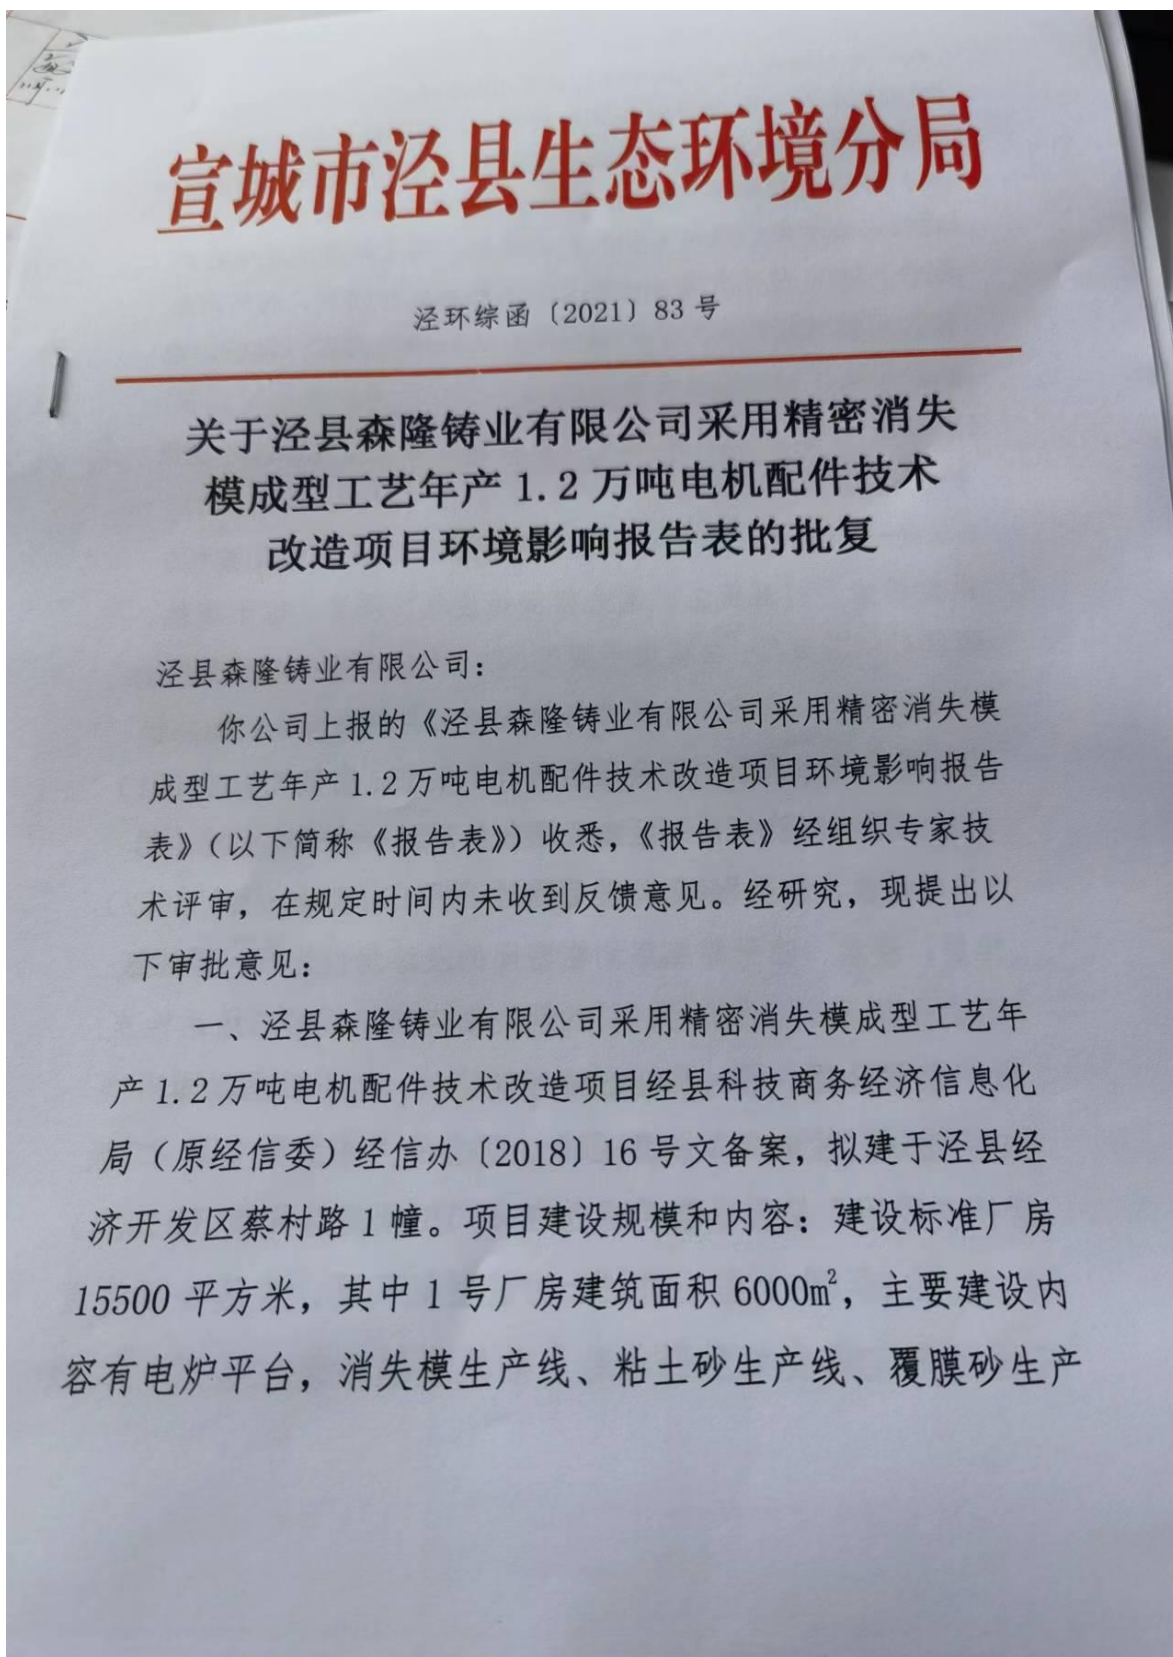 宣城市泾县生态环境分局
泾环综函〔2021〕83号
关于泾县森隆铸业有限公司采用精密消失
模成型工艺年产1.2万吨电机配件技术
改造项目环境影响报告表的批复
泾县森隆铸业有限公司：
你公司上报的《泾县森隆铸业有限公司采用精密消失模
成型工艺年产1.2万吨电机配件技术改造项目环境影响报告
表》（以下简称《报告表》）收悉，《报告表》经组织专家技
术评审，在规定时间内未收到反馈意见。经研究，现提出以
下审批意见：
一、泾县森隆铸业有限公司采用精密消失模成型工艺年
产1.2万吨电机配件技术改造项目经县科技商务经济信息化
局（原经信委）经信办〔2018〕16号文备案，拟建于泾县经
济开发区蔡村路1幢。项目建设规模和内容：建设标准厂房
15500平方米，其中1号厂房建筑面积6000m²，主要建设内
容有电炉平台，消失模生产线、粘土砂生产线、覆膜砂生产